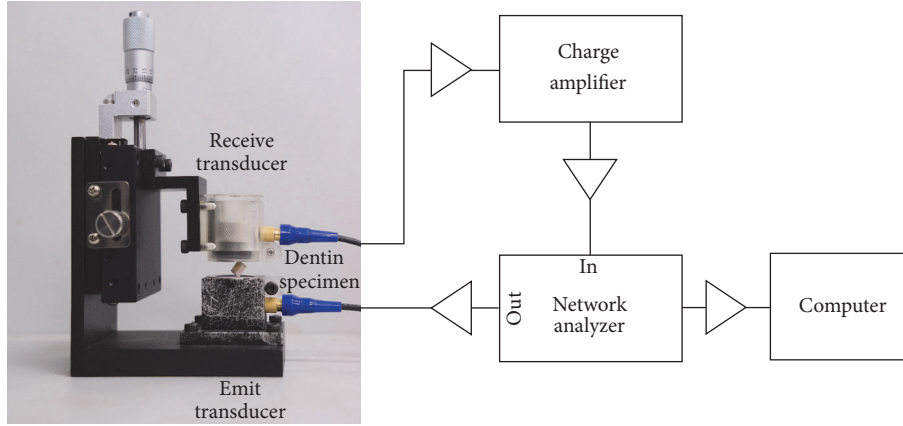 Charge
amplifier
Receive
transducer
Dentin
specimen
In
Out
Network
analyzer
Computer
Emit
transducer